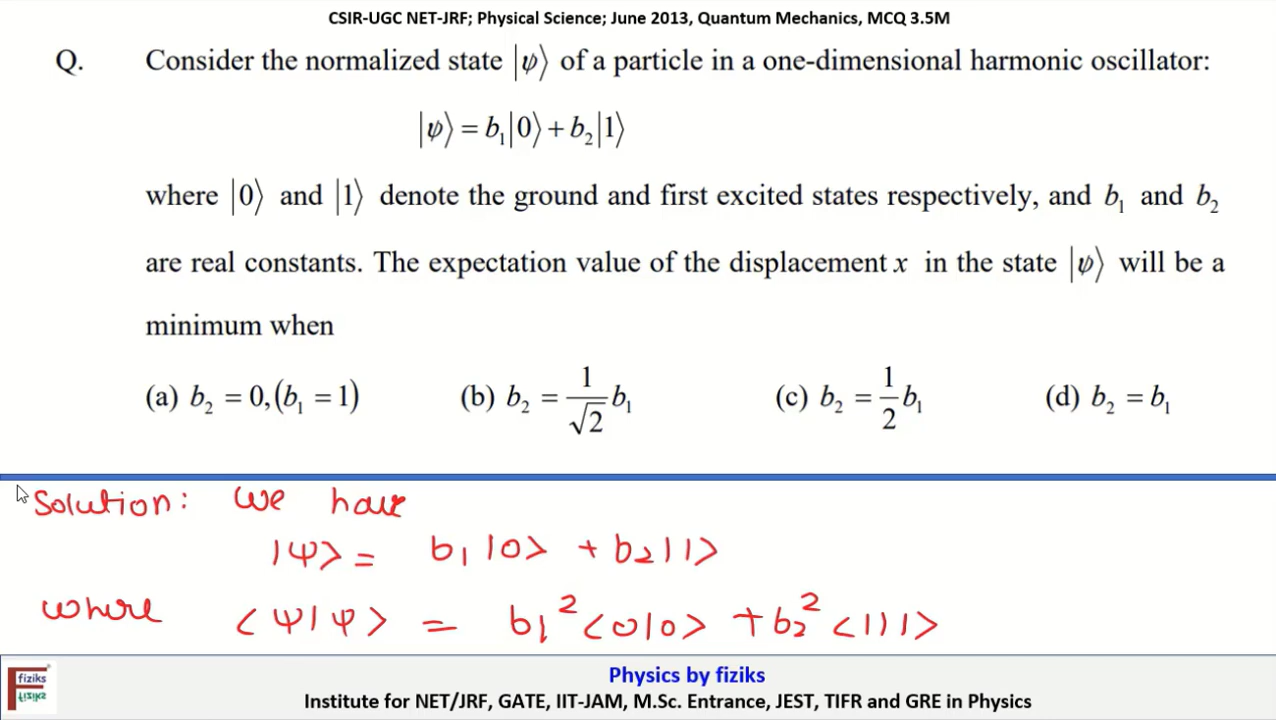 CSIR-UGC NET-JRF; Physical Science; June 2013, Quantum Mechanics, MCQ 3.5M
Q. Consider the normalized state |ψ⟩ of a particle in a one-dimensional harmonic oscillator:
|ψ⟩ = b₁|0⟩ + b₂|1⟩
where |0⟩ and |1⟩ denote the ground and first excited states respectively, and b₁ and b₂
are real constants. The expectation value of the displacement x in the state |ψ⟩ will be a
minimum when
(a) b₂ = 0, (b₁ = 1) (b) b₂ = 1/√2 b₁ (c) b₂ = 1/2 b₁ (d) b₂ = b₁
Solution: We have
|ψ⟩ = b₁|0⟩ + b₂|1⟩
where ⟨ψ|ψ⟩ = b₁²⟨0|0⟩ + b₂²⟨1|1⟩
fiziks
Physics by fiziks
Institute for NET/JRF, GATE, IIT-JAM, M.Sc. Entrance, JEST, TIFR and GRE in Physics